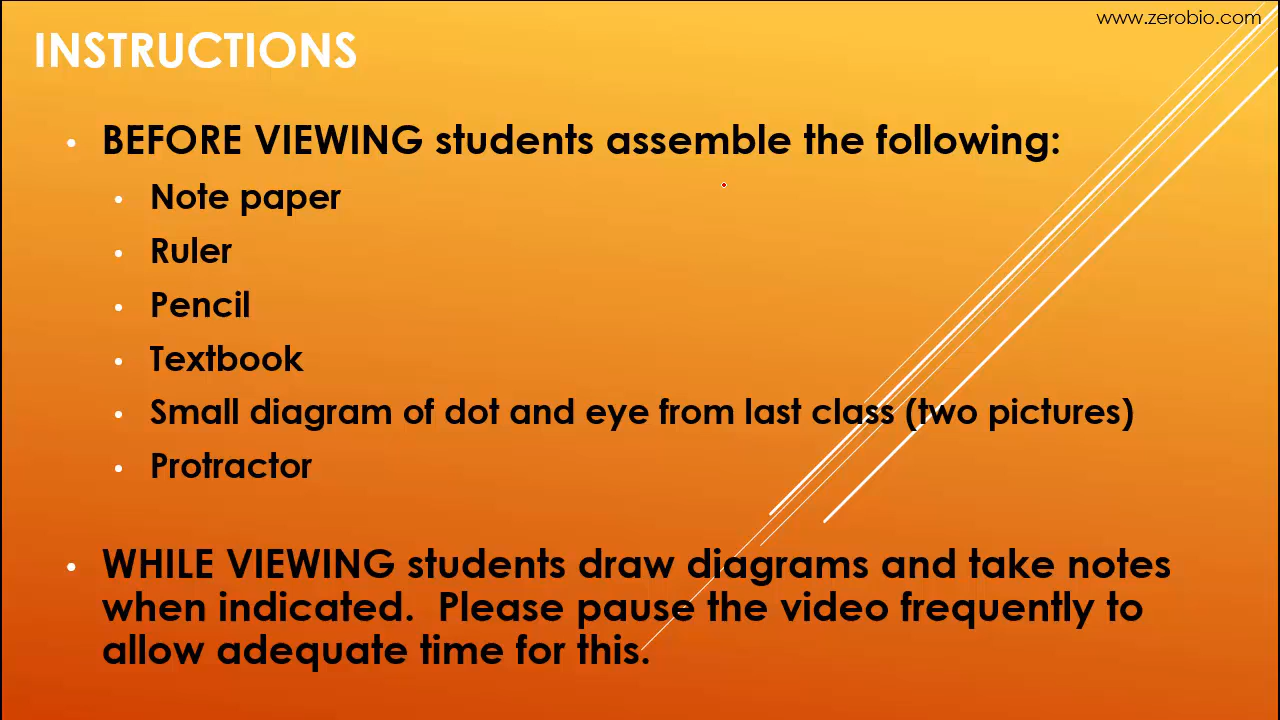 www.zerobio.com
INSTRUCTIONS
BEFORE VIEWING students assemble the following:
Note paper
Ruler
Pencil
Textbook
Small diagram of dot and eye from last class (two pictures)
Protractor
WHILE VIEWING students draw diagrams and take notes
when indicated.  Please pause the video frequently to
allow adequate time for this.